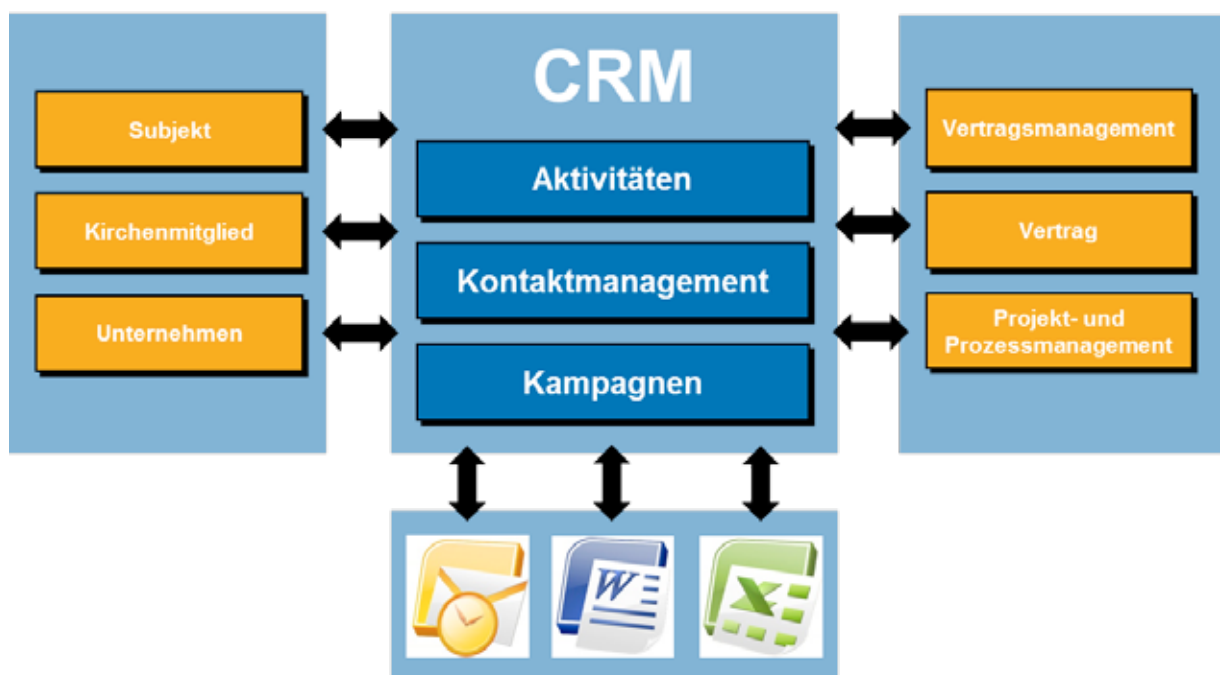 CRM
Subjekt
Kirchenmitglied
Unternehmen
Aktivitäten
Kontaktmanagement
Kampagnen
Vertragsmanagement
Vertrag
Projekt- und
Prozessmanagement
W
X